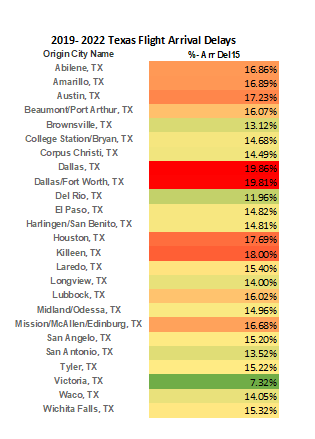 2019- 2022 Texas Flight Arrival Delays
Origin City Name %- Arr Del15
Abilene, TX 16.86%
Amarillo, TX 16.89%
Austin, TX 17.23%
Beaumont/Port Arthur, TX 16.07%
Brownsville, TX 13.12%
College Station/Bryan, TX 14.68%
Corpus Christi, TX 14.49%
Dallas, TX 19.86%
Dallas/Fort Worth, TX 19.81%
Del Rio, TX 11.96%
El Paso, TX 14.82%
Harlingen/San Benito, TX 14.81%
Houston, TX 17.69%
Killeen, TX 18.00%
Laredo, TX 15.40%
Longview, TX 14.00%
Lubbock, TX 16.02%
Midland/Odessa, TX 14.96%
Mission/McAllen/Edinburg, TX 16.68%
San Angelo, TX 15.20%
San Antonio, TX 13.52%
Tyler, TX 15.22%
Victoria, TX 7.32%
Waco, TX 14.05%
Wichita Falls, TX 15.32%